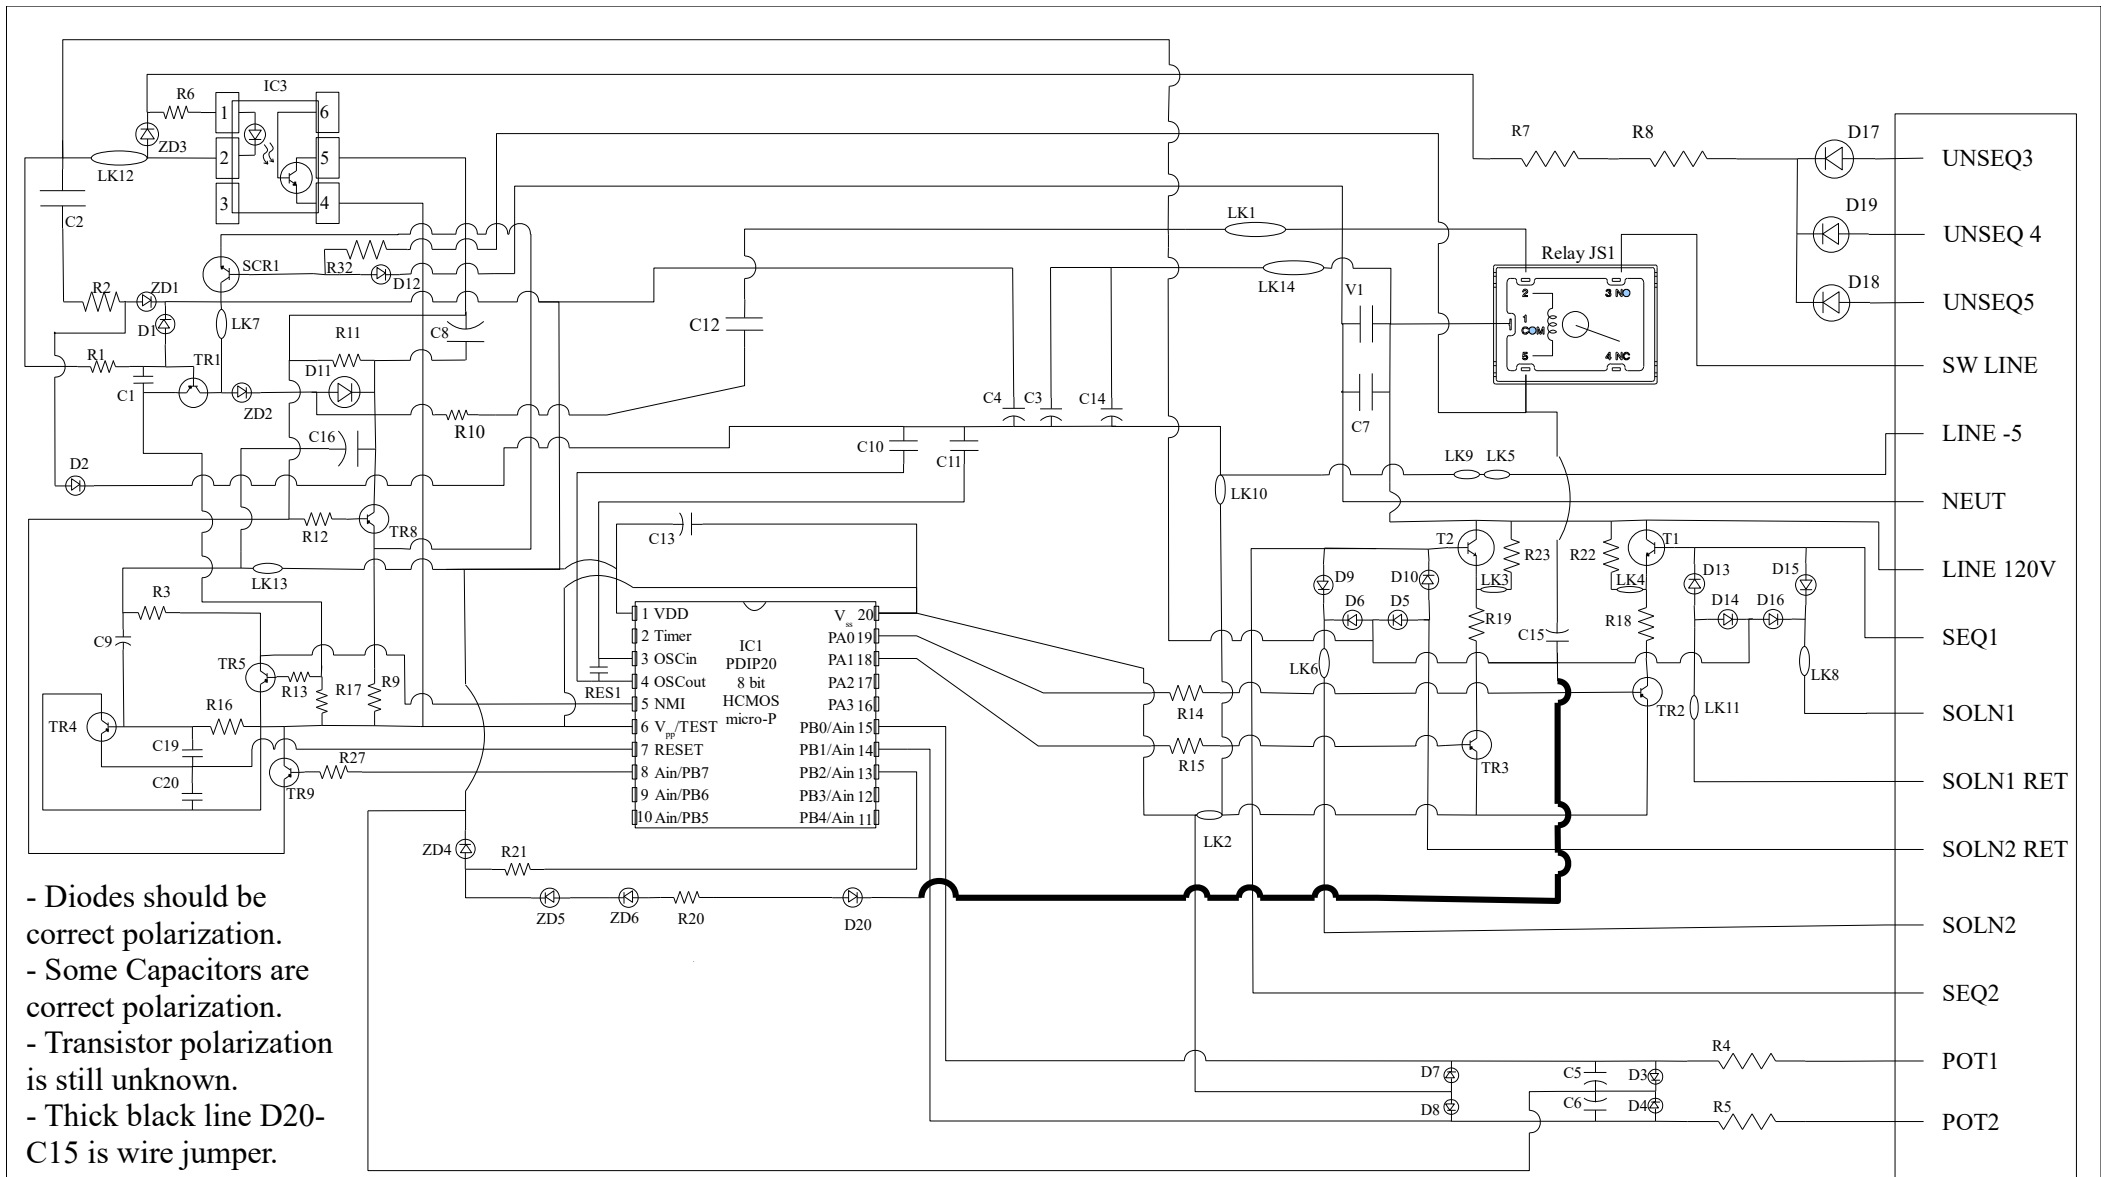 IC3
R6
1
6
ZD3
2
5
LK12
3
4
C2
R7
R8
D17
UNSEQ3
D19
UNSEQ 4
D18
UNSEQ5
LK1
SCR1
R32
D12
Relay JS1
LK14
V1
2
3 NO
1
COM
5
4 NC
R2
ZD1
D1
LK7
R11
C8
C12
R1
TR1
D11
C1
ZD2
R10
SW LINE
C4
C3
C14
C7
C16
C10
C11
LINE -5
D2
LK9
LK5
LK10
NEUT
R12
TR8
C13
T2
R23
R22
T1
LK13
D9
D10
LK3
LK4
D13
D15
LINE 120V
R3
D6
D5
R19
C15
R18
D14
D16
C9
SEQ1
TR5
R13
R17
R9
RES1
LK6
LK8
1 VDD
2 Timer
3 OSCin
4 OSCout
5 NMI
6 Vpp/TEST
7 RESET
8 Ain/PB7
9 Ain/PB6
10 Ain/PB5
IC1
PDIP20
8 bit
HCMOS
micro-P
Vss 20
PA0 19
PA1 18
PA2 17
PA3 16
PB0/Ain 15
PB1/Ain 14
PB2/Ain 13
PB3/Ain 12
PB4/Ain 11
R14
TR2
LK11
SOLN1
TR4
R16
C19
C20
R27
TR9
R15
TR3
SOLN1 RET
LK2
ZD4
R21
SOLN2 RET
ZD5
ZD6
R20
D20
SOLN2
SEQ2
- Diodes should be
correct polarization.
- Some Capacitors are
correct polarization.
- Transistor polarization
is still unknown.
- Thick black line D20-
C15 is wire jumper.
D7
C5
D3
R4
POT1
D8
C6
D4
R5
POT2